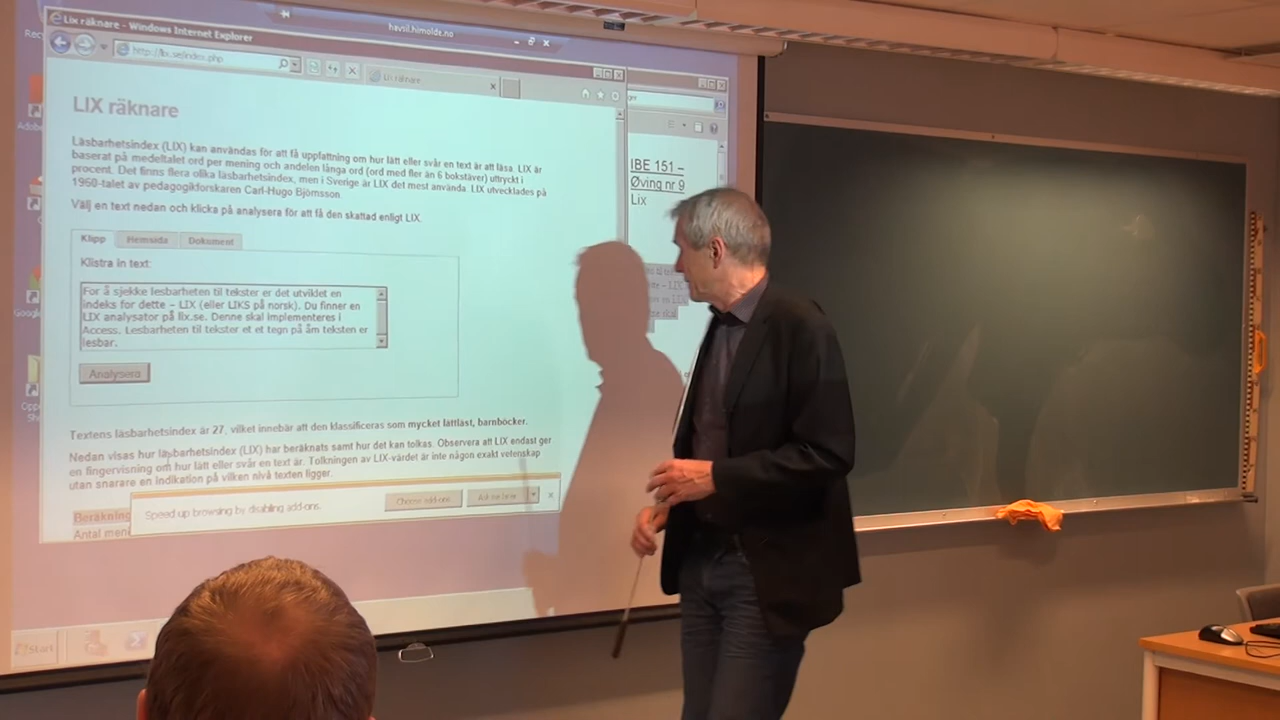 Lix räknare - Windows Internet Explorer
havsil.himolde.no
http://lix.se/index.php
Lix räknare
LIX räknare
Läsbarhetsindex (LIX) kan användas för att få uppfattning om hur lätt eller svår en text är att läsa. LIX är
baserat på medeltalet ord per mening och andelen långa ord (ord med fler än 6 bokstäver) uttryckt i
procent. Det finns flera olika läsbarhetsindex, men i Sverige är LIX det mest använda. LIX utvecklades på
1960-talet av pedagogikforskaren Carl-Hugo Björnsson.
Välj en text nedan och klicka på analysera för att få den skattad enligt LIX.
Klipp
Hemsida
Dokument
Klistra in text:
For å sjekke lesbarheten til tekster er det utviklet en
indeks for dette – LIX (eller LIKS på norsk). Du finner en
LIX analysator på lix.se. Denne skal implementeres i
Access. Lesbarheten til tekster et et tegn på åm teksten er
lesbar.
Analysera
Textens läsbarhetsindex är 27, vilket innebär att den klassificeras som mycket lättläst, barnböcker.
Nedan visas hur läsbarhetsindex (LIX) har beräknats samt hur det kan tolkas. Observera att LIX endast ger
en fingervisning om hur lätt eller svår en text är. Tolkningen av LIX-värdet är inte någon exakt vetenskap
utan snarare en indikation på vilken nivå texten ligger.
Beräkning
Antal meni
Speed up browsing by disabling add-ons.
Choose add-ons
Ask me later
IBE 151 –
Øving nr 9
Lix
Start